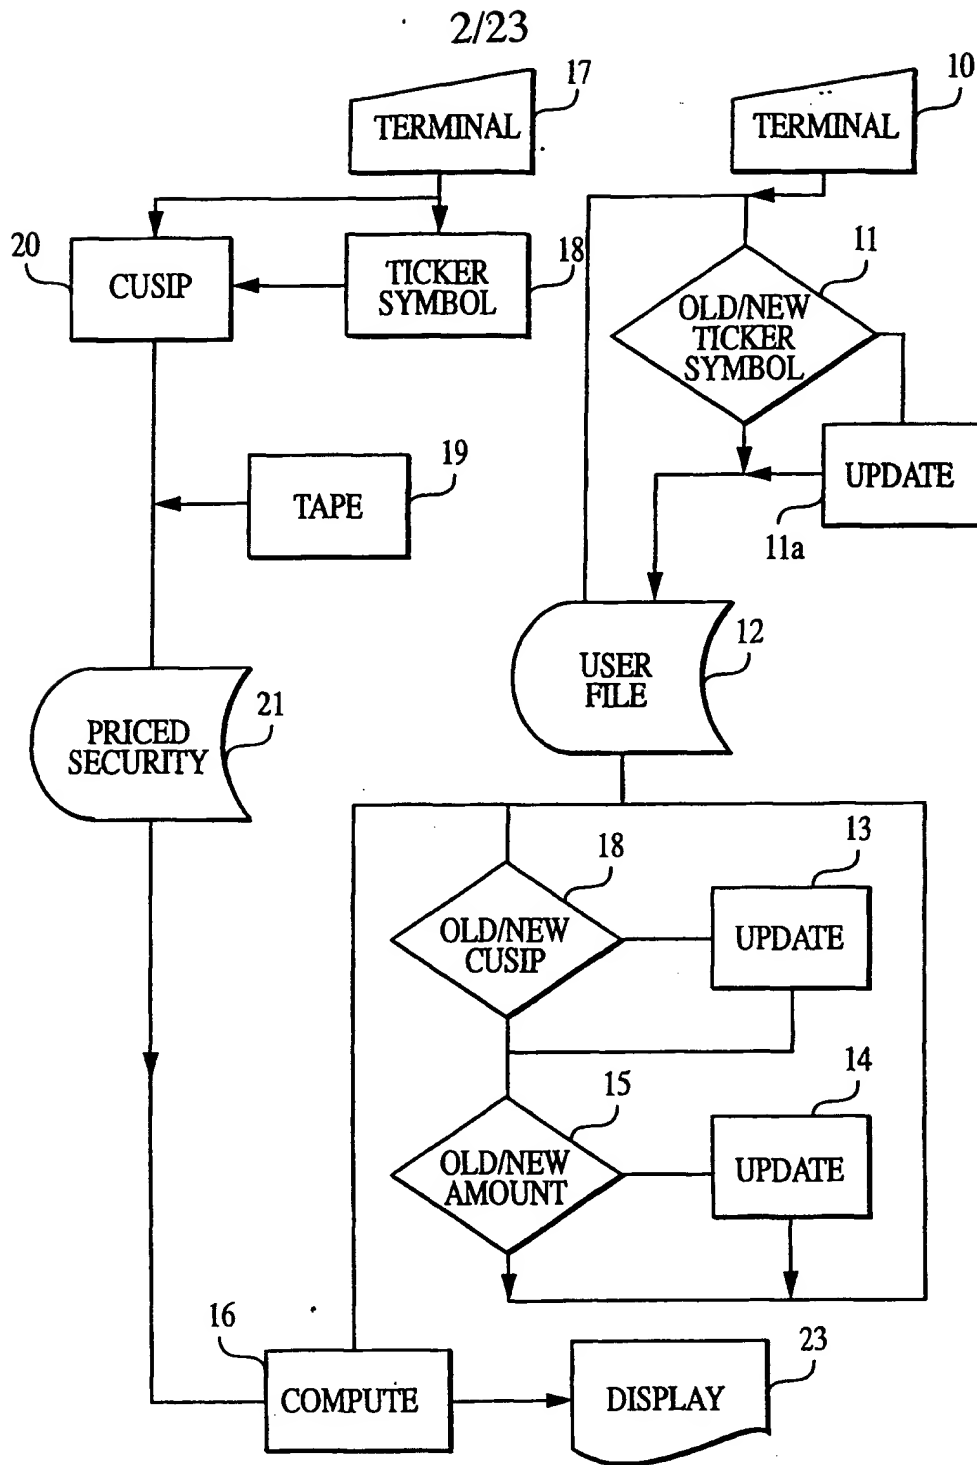 2/23
17
TERMINAL
10
TERMINAL
20
CUSIP
TICKER
SYMBOL
18
11
OLD/NEW
TICKER
SYMBOL
UPDATE
11a
19
TAPE
12
USER
FILE
21
PRICED
SECURITY
18
OLD/NEW
CUSIP
13
UPDATE
15
OLD/NEW
AMOUNT
14
UPDATE
16
COMPUTE
23
DISPLAY